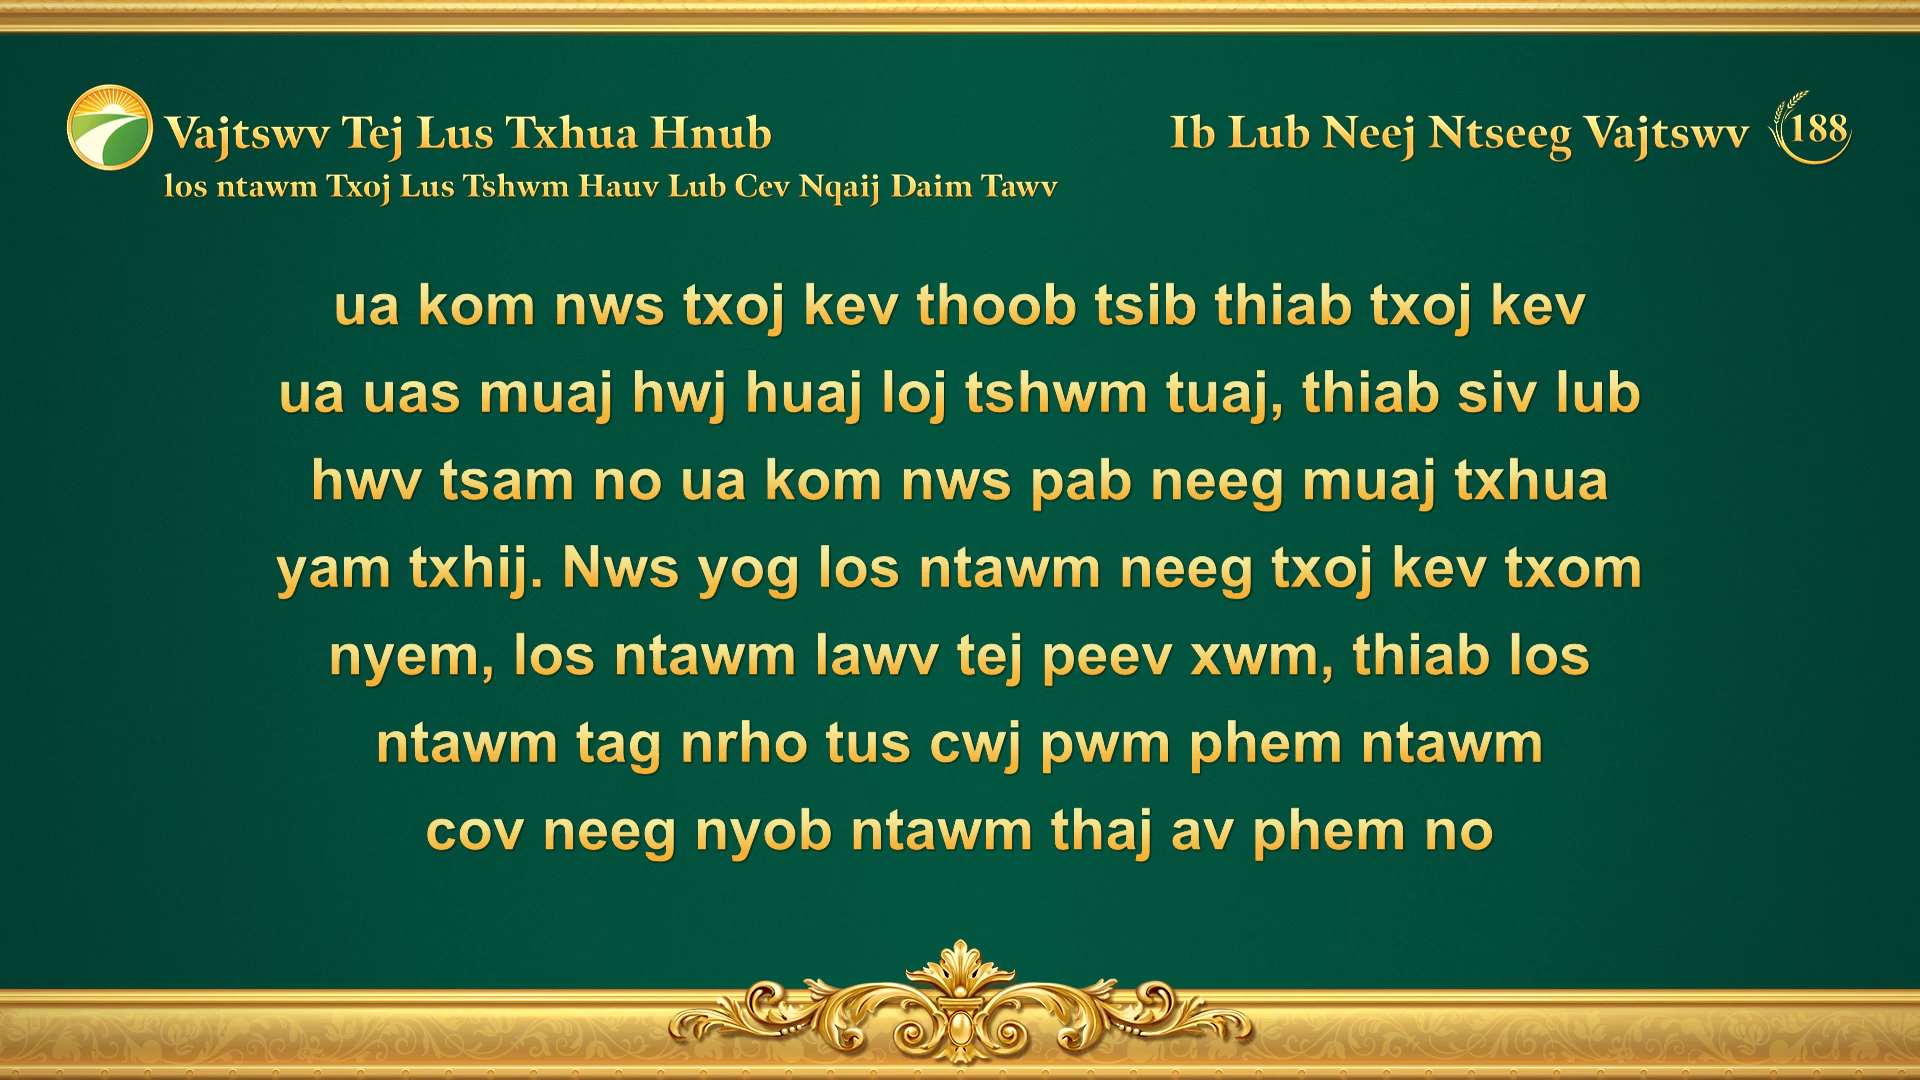 Vajtswv Tej Lus Txhua Hnub
los ntawm Txoj Lus Tshwm Hauv Lub Cev Nqaij Daim Tawv
Ib Lub Neej Ntseeg Vajtswv 188
ua kom nws txoj kev thoob tsib thiab txoj kev
ua uas muaj hwj huaj loj tshwm tuaj, thiab siv lub
hwv tsam no ua kom nws pab neeg muaj txhua
yam txhij. Nws yog los ntawm neeg txoj kev txom
nyem, los ntawm lawv tej peev xwm, thiab los
ntawm tag nrho tus cwj pwm phem ntawm
cov neeg nyob ntawm thaj av phem no